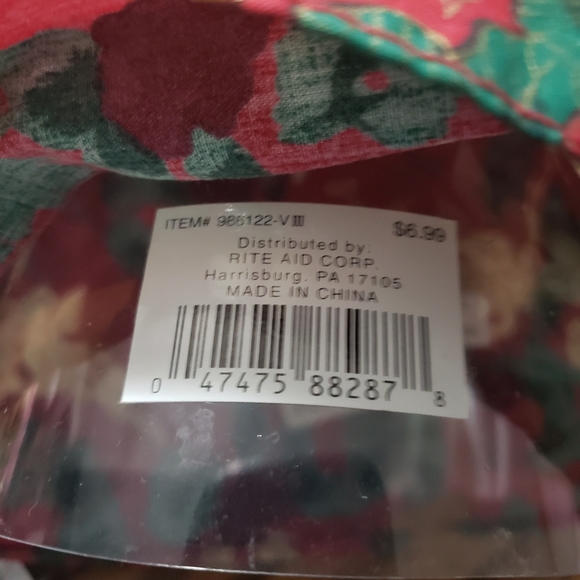 ITEM# 986122-VIII $6.99
Distributed by:
RITE AID CORP.
Harrisburg, PA 17105
MADE IN CHINA
0 47475 88287 8